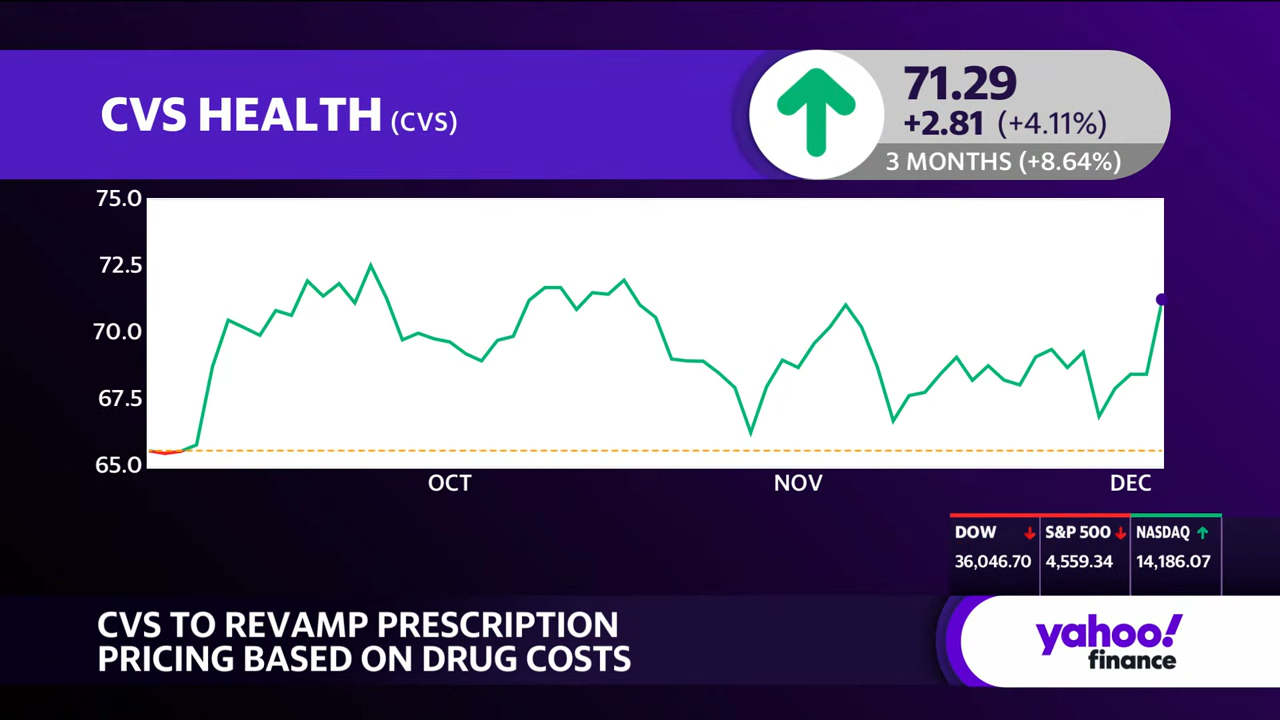 CVS HEALTH (CVS)
71.29
+2.81 (+4.11%)
3 MONTHS (+8.64%)
75.0
72.5
70.0
67.5
65.0
OCT NOV DEC
DOW S&P 500 NASDAQ
36,046.70 4,559.34 14,186.07
CVS TO REVAMP PRESCRIPTION
PRICING BASED ON DRUG COSTS
yahoo!
finance